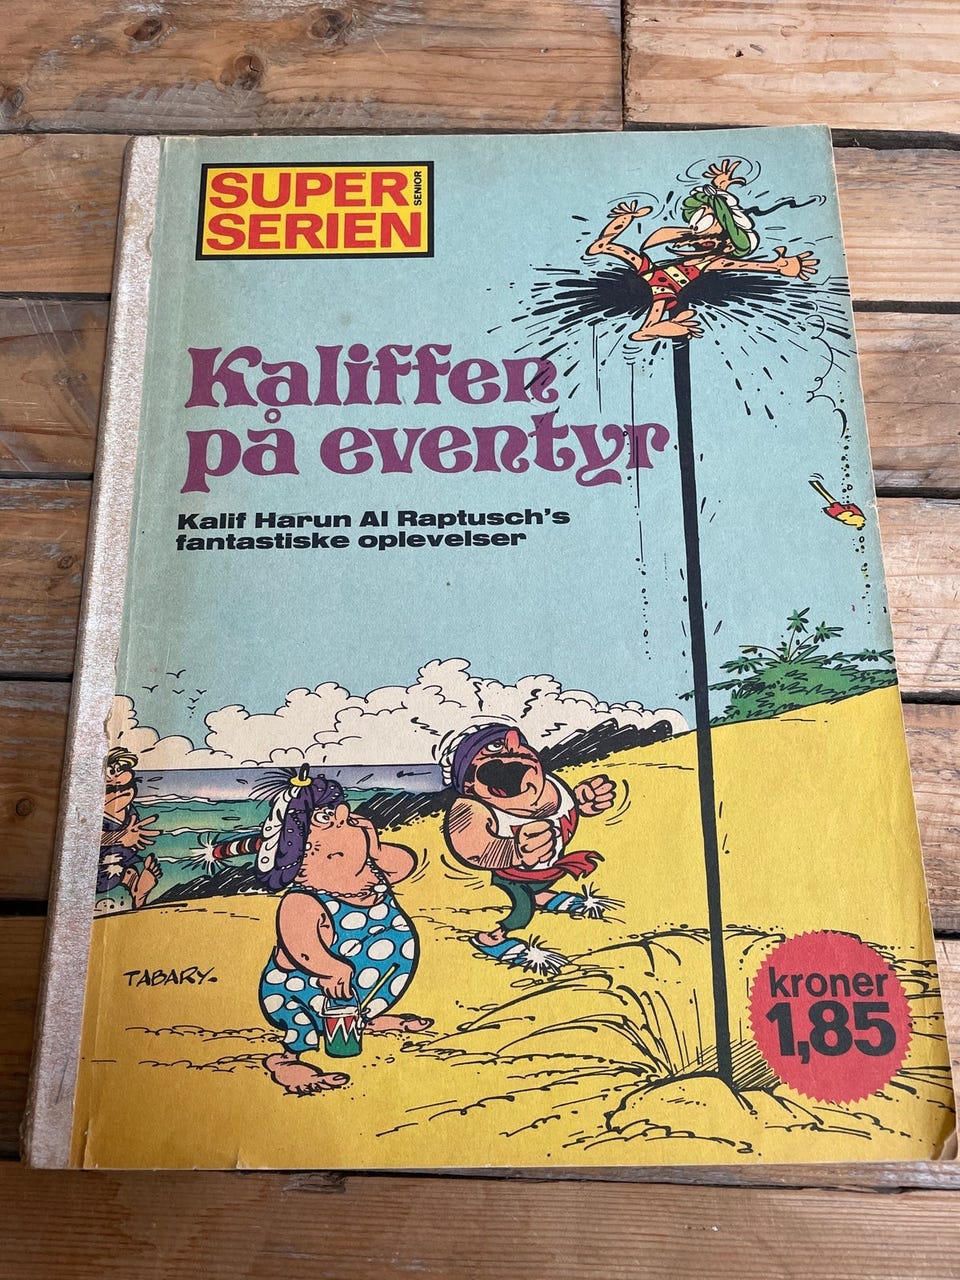 SUPER
SERIEN
SENIOR
Kaliffen
på eventyr
Kalif Harun Al Raptusch's
fantastiske oplevelser
TABARY.
kroner
1,85